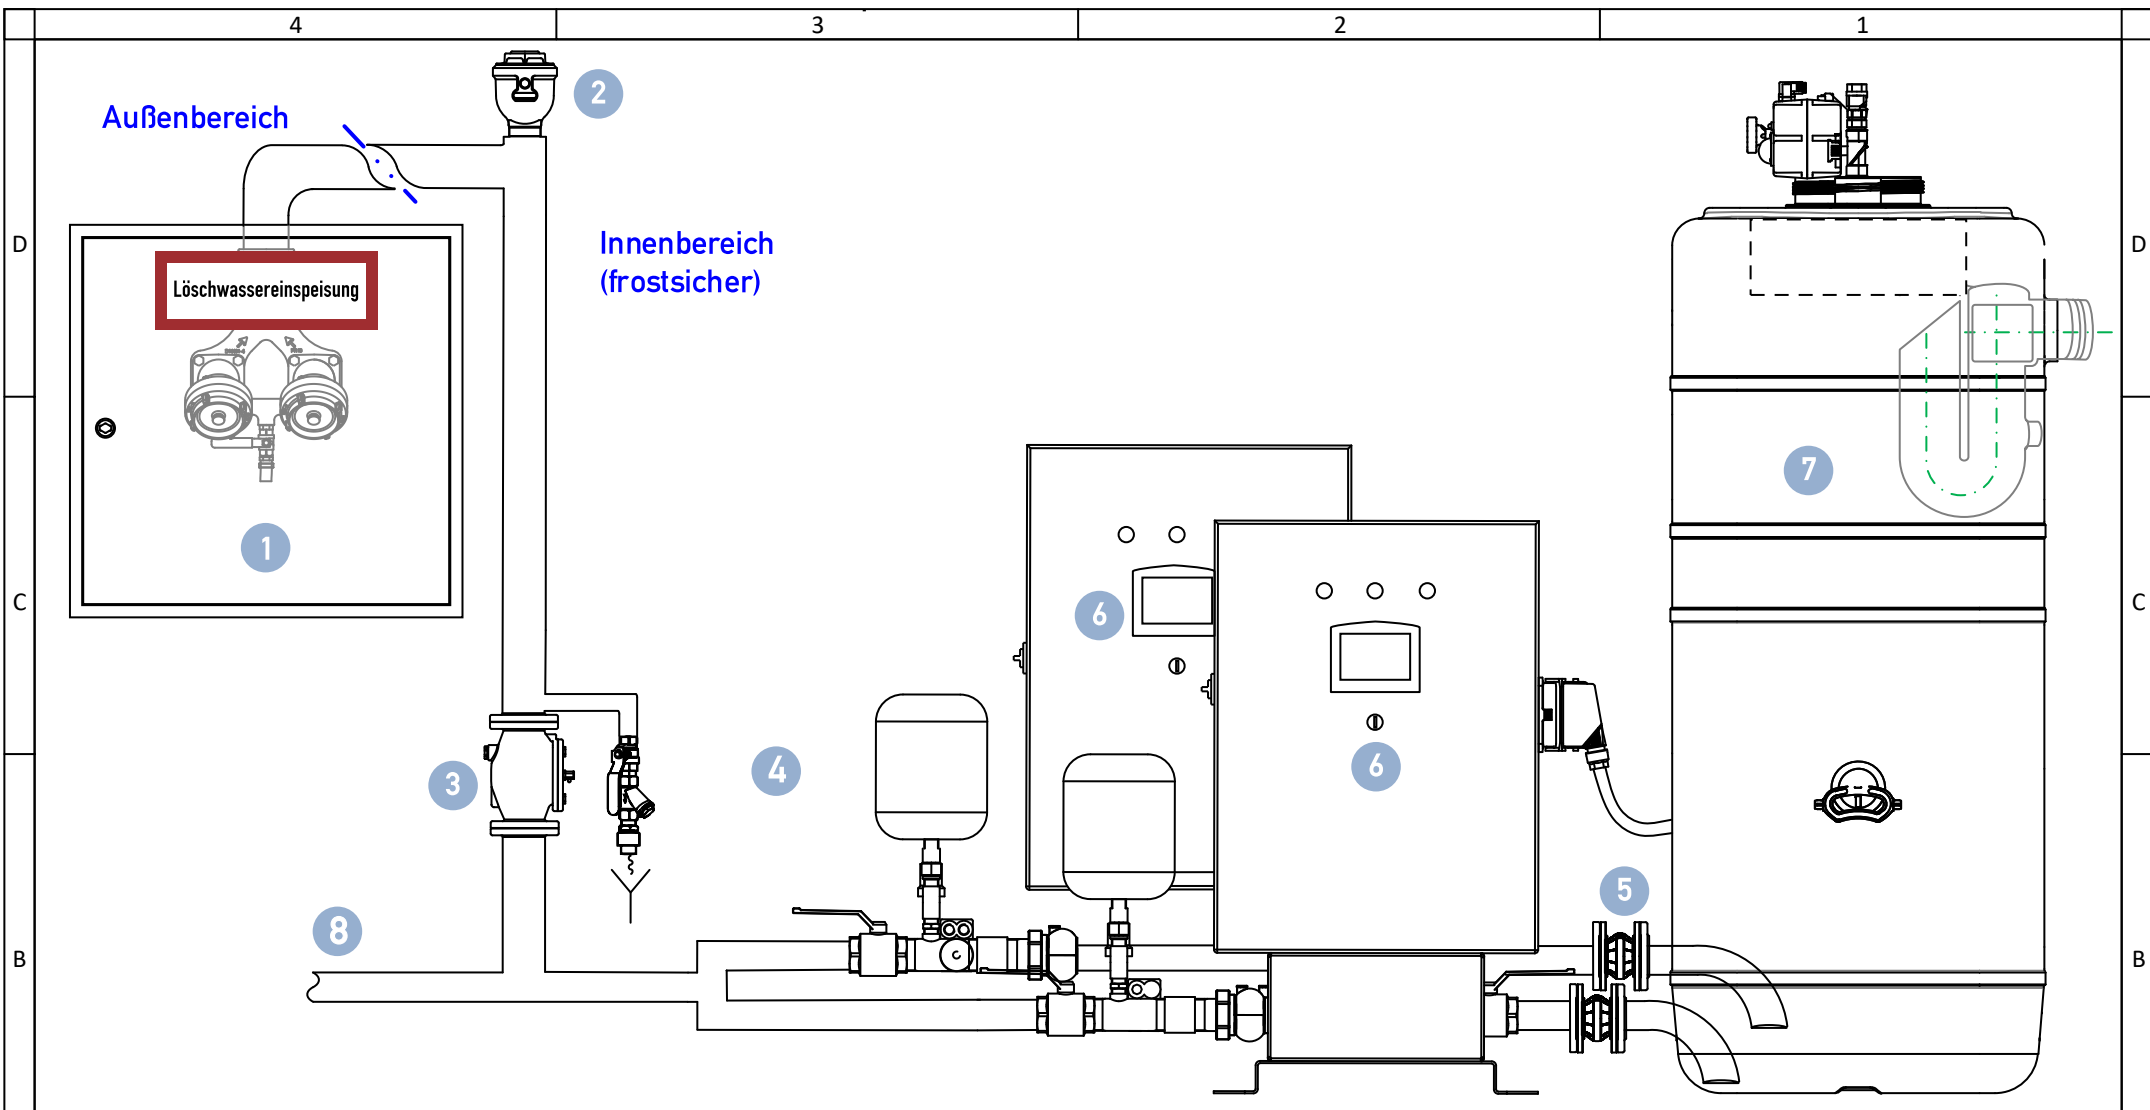 4 3 2 1
2
Außenbereich
D D
Innenbereich
(frostsicher)
Löschwassereinspeisung
7
1
C C
6
6
4
3
5
8
B B